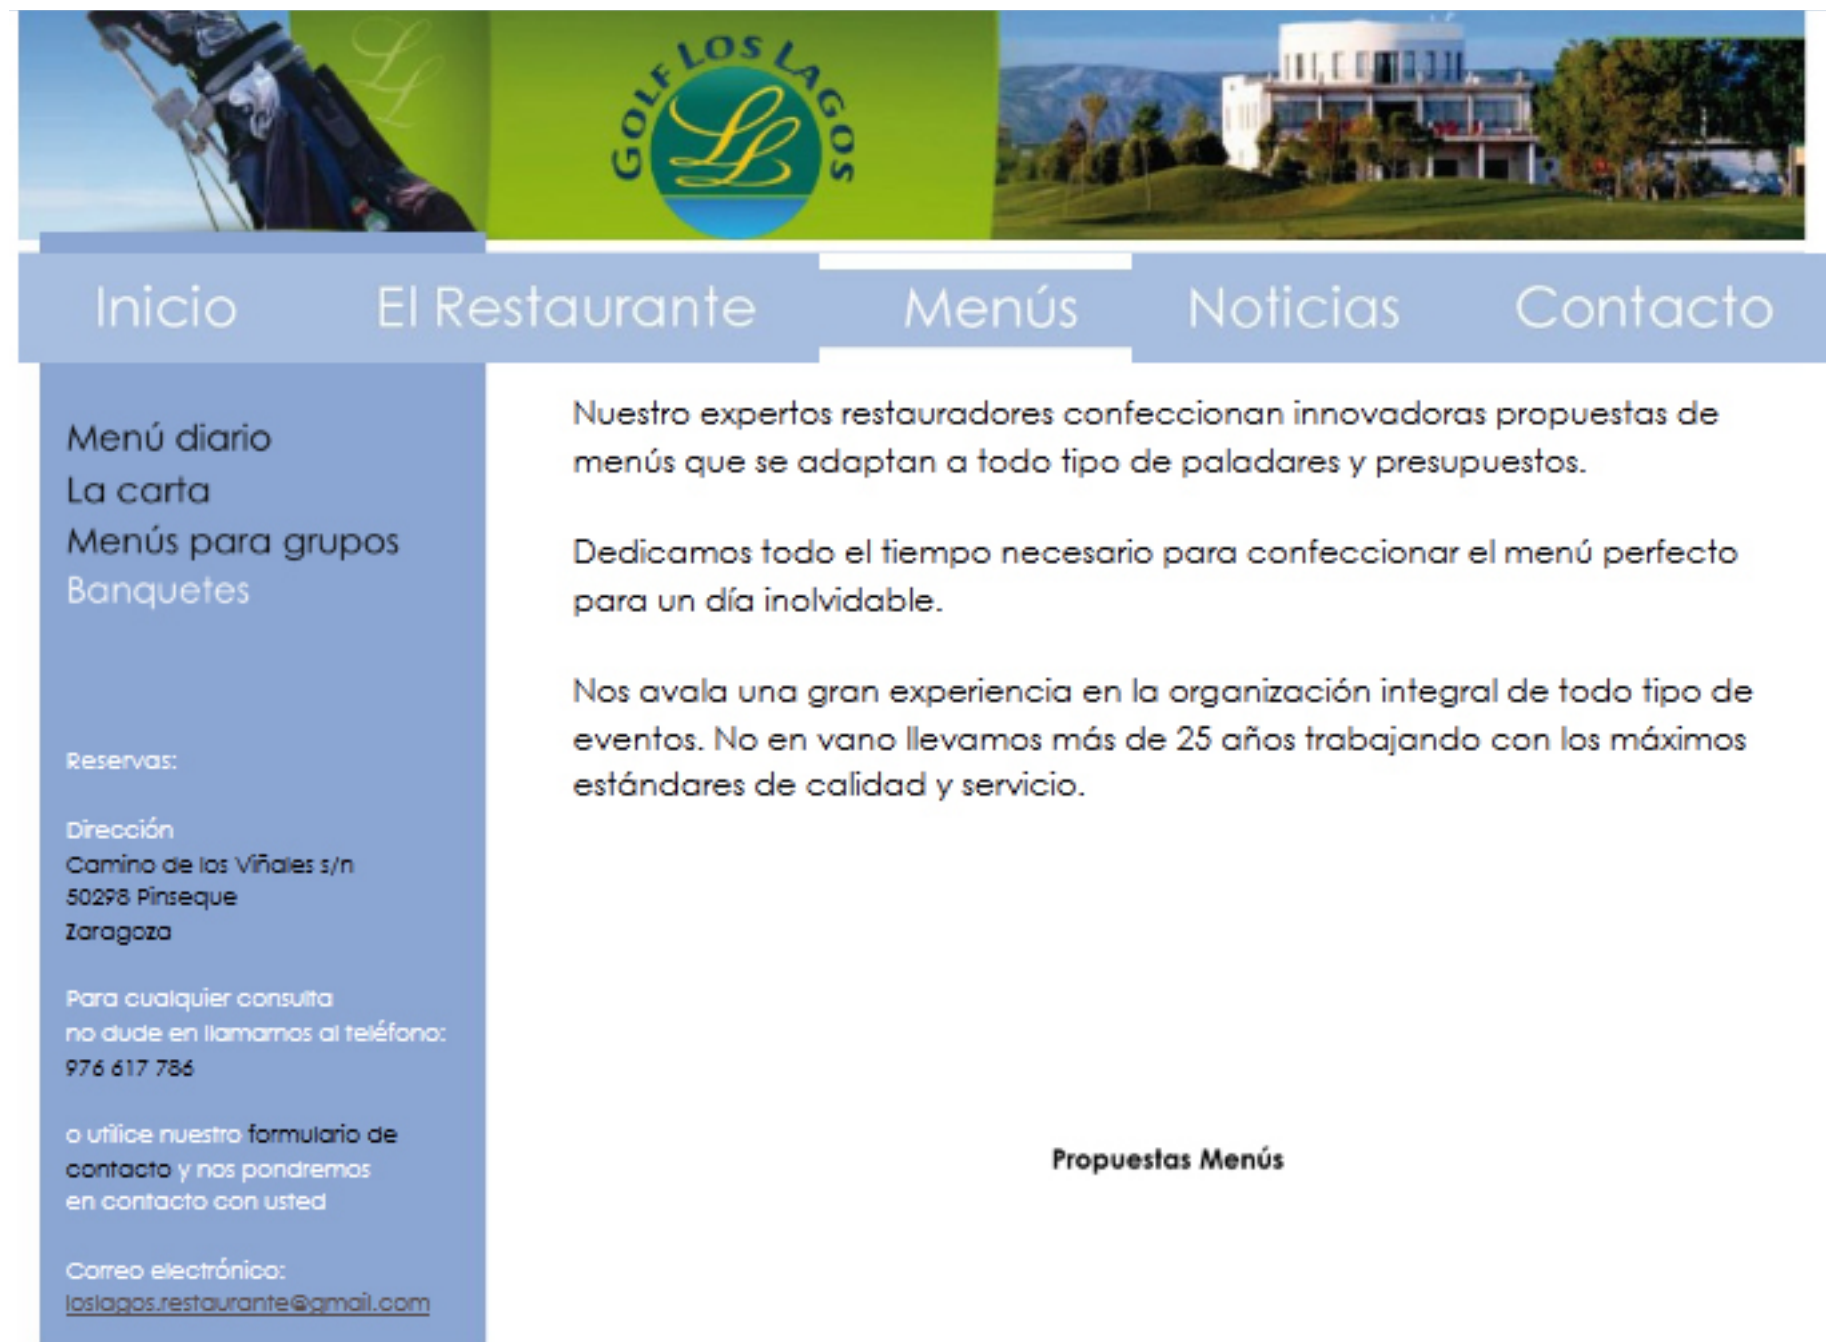 GOLF LOS LAGOS
LL
Inicio El Restaurante Menús Noticias Contacto
Menú diario
La carta
Menús para grupos
Banquetes
Reservas:
Dirección
Camino de los Viñales s/n
50298 Pinseque
Zaragoza
Para cualquier consulta
no dude en llamarnos al teléfono:
976 617 786
o utilice nuestro formulario de
contacto y nos pondremos
en contacto con usted
Correo electrónico:
loslagos.restaurante@gmail.com
Nuestro expertos restauradores confeccionan innovadoras propuestas de
menús que se adaptan a todo tipo de paladares y presupuestos.
Dedicamos todo el tiempo necesario para confeccionar el menú perfecto
para un día inolvidable.
Nos avala una gran experiencia en la organización integral de todo tipo de
eventos. No en vano llevamos más de 25 años trabajando con los máximos
estándares de calidad y servicio.
Propuestas Menús